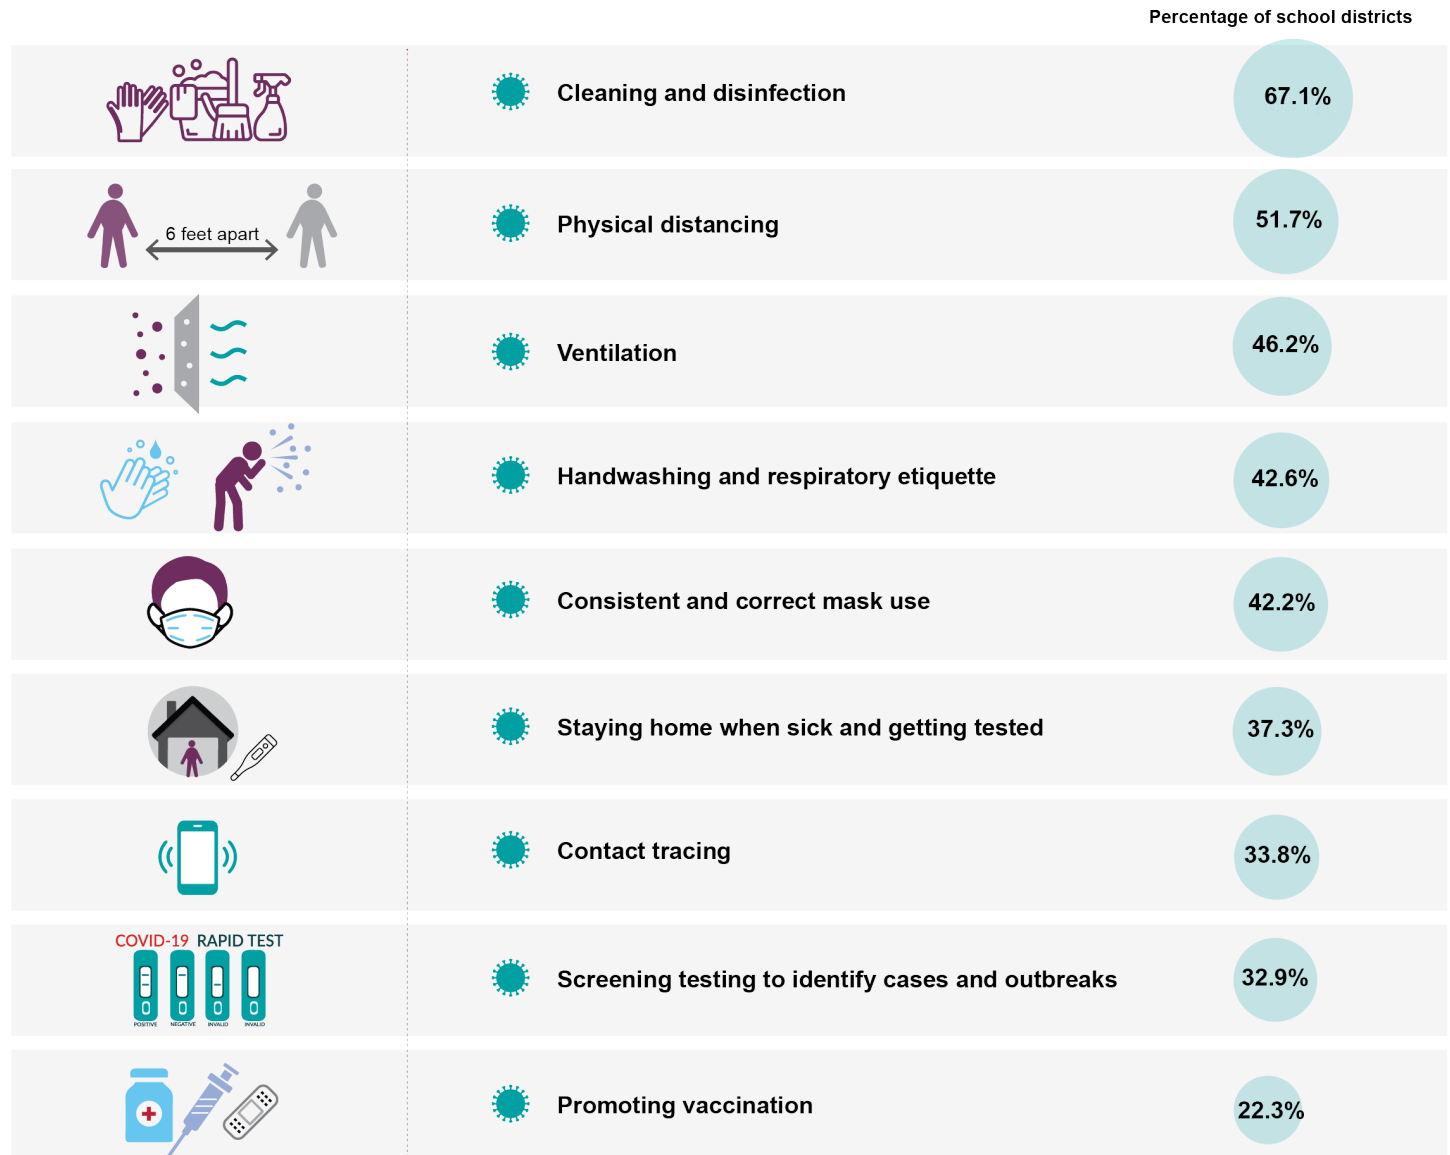 Percentage of school districts
Cleaning and disinfection
67.1%
6 feet apart
Physical distancing
51.7%
Ventilation
46.2%
Handwashing and respiratory etiquette
42.6%
Consistent and correct mask use
42.2%
Staying home when sick and getting tested
37.3%
Contact tracing
33.8%
COVID-19 RAPID TEST
POSITIVE NEGATIVE INVALID INVALID
Screening testing to identify cases and outbreaks
32.9%
Promoting vaccination
22.3%